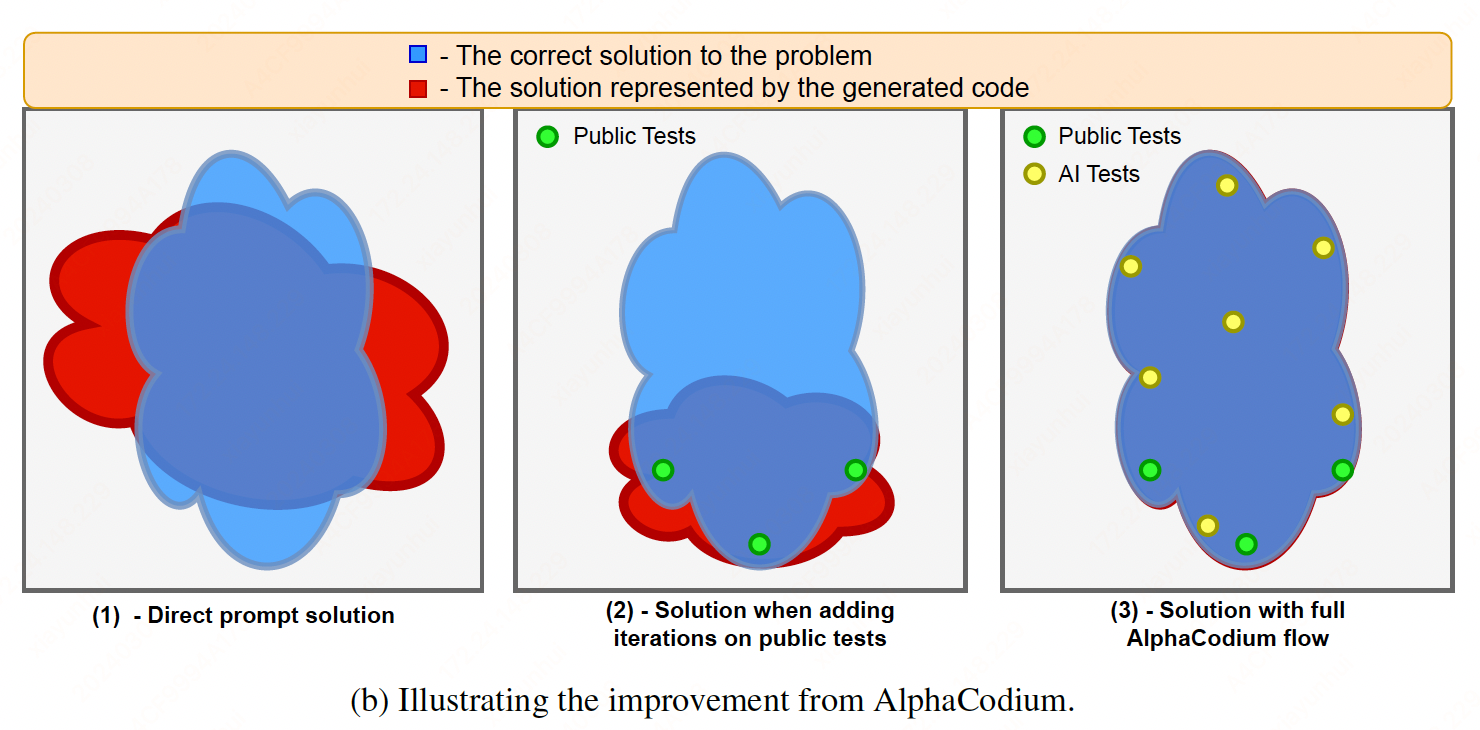 - The correct solution to the problem
- The solution represented by the generated code
Public Tests
Public Tests
AI Tests
(1) - Direct prompt solution
(2) - Solution when adding
iterations on public tests
(3) - Solution with full
AlphaCodium flow
(b) Illustrating the improvement from AlphaCodium.